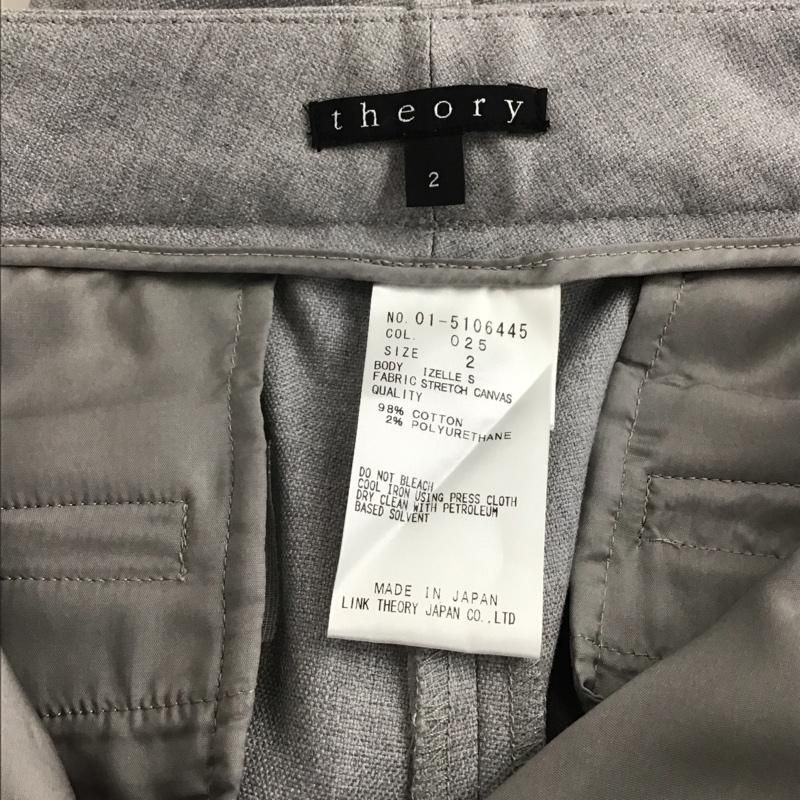 theory
2
NO. 01-5106445
COL. 025
SIZE 2
BODY IZELLE S
FABRIC STRETCH CANVAS
QUALITY
98% COTTON
2% POLYURETHANE
DO NOT BLEACH
COOL IRON USING PRESS CLOTH
DRY CLEAN WITH PETROLEUM
BASED SOLVENT
MADE IN JAPAN
LINK THEORY JAPAN CO.,LTD